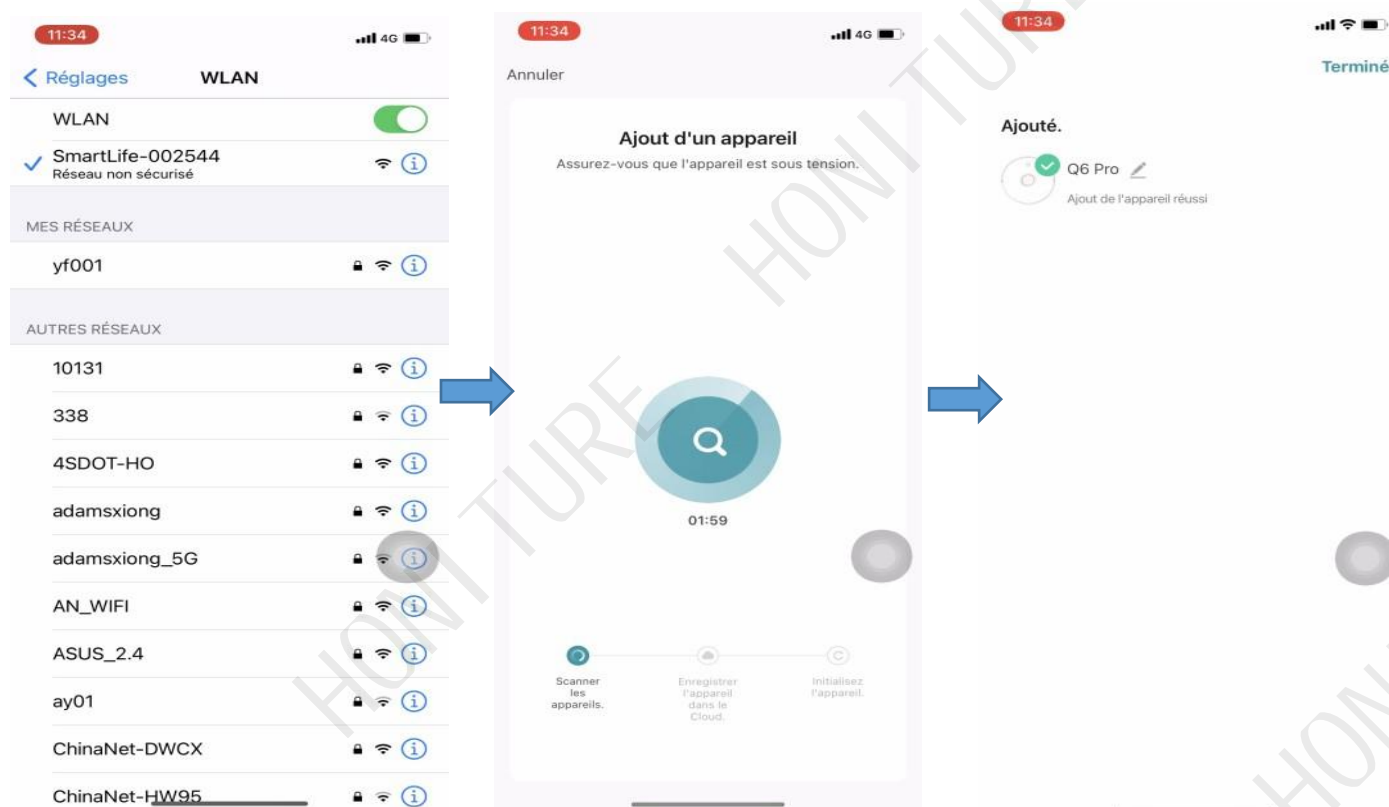 11:34
4G
Réglages
WLAN
WLAN
SmartLife-002544
Réseau non sécurisé
MES RÉSEAUX
yf001
AUTRES RÉSEAUX
10131
338
4SDOT-HO
adamsxiong
adamsxiong_5G
AN_WIFI
ASUS_2.4
ay01
ChinaNet-DWCX
ChinaNet-HW95
11:34
4G
Annuler
Ajout d'un appareil
Assurez-vous que l'appareil est sous tension.
01:59
Scanner
les
appareils.
Enregistrer
l'appareil
dans le
Cloud.
Initialisez
l'appareil.
11:34
Terminé
Ajouté.
Q6 Pro
Ajout de l'appareil réussi
HONITURE
HONITURE
HONI